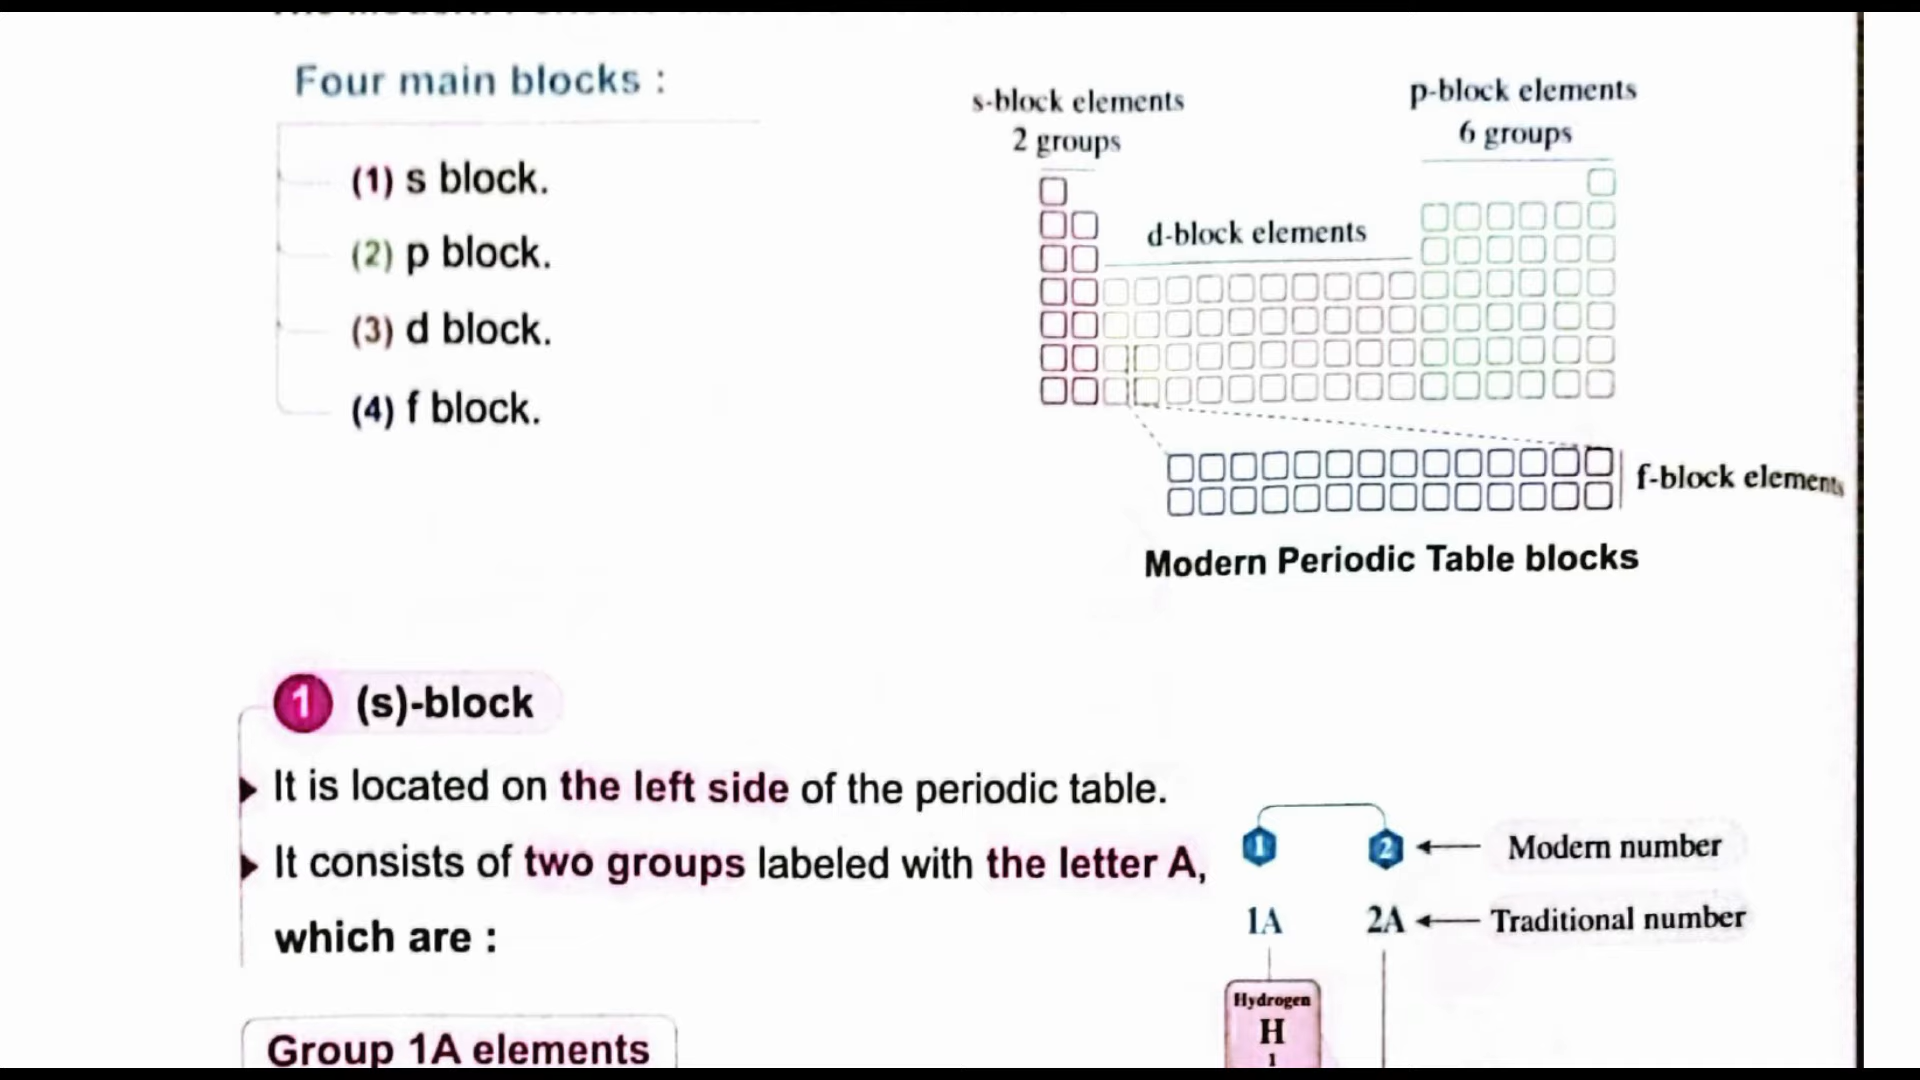 Four main blocks :
(1) s block.
(2) p block.
(3) d block.
(4) f block.
s-block elements
2 groups
p-block elements
6 groups
d-block elements
f-block elements
Modern Periodic Table blocks
1 (s)-block
It is located on the left side of the periodic table.
It consists of two groups labeled with the letter A,
which are :
1 2 Modern number
1A 2A Traditional number
Hydrogen
H
1
Group 1A elements